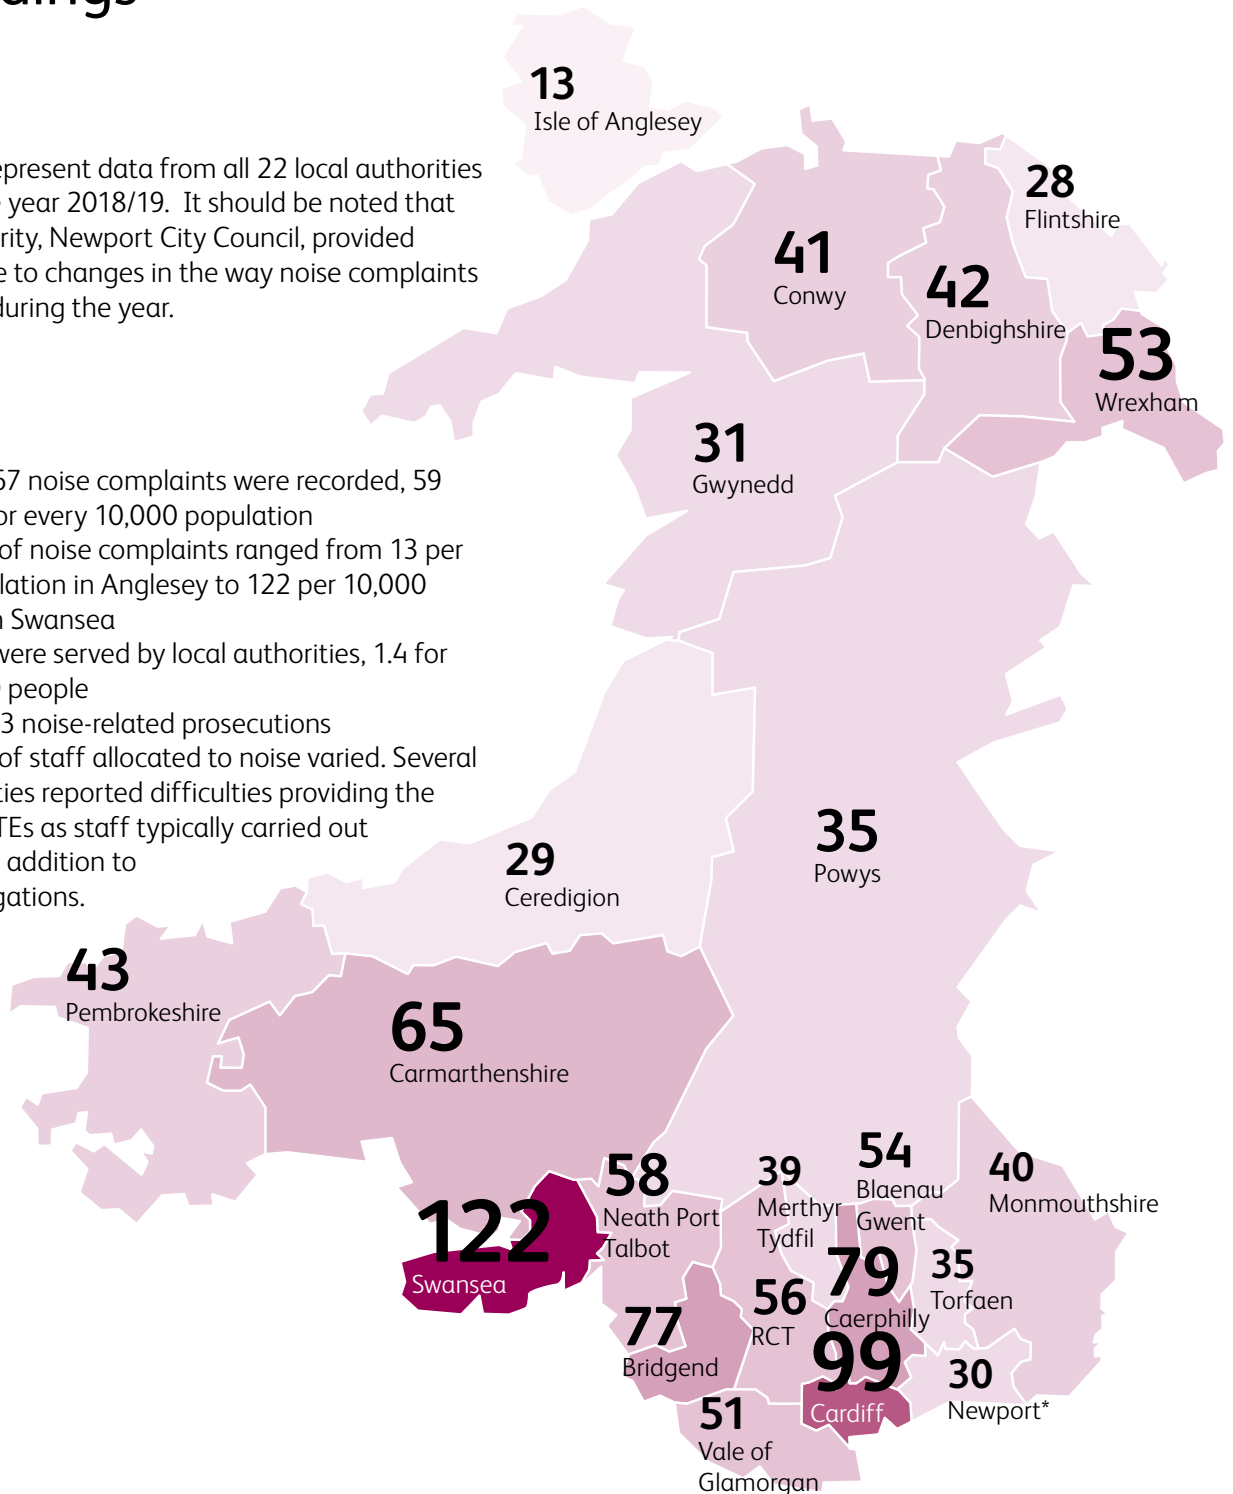 dings
epresent data from all 22 local authorities
year 2018/19. It should be noted that
rity, Newport City Council, provided
e to changes in the way noise complaints
during the year.
67 noise complaints were recorded, 59
or every 10,000 population
of noise complaints ranged from 13 per
lation in Anglesey to 122 per 10,000
n Swansea
were served by local authorities, 1.4 for
people
3 noise-related prosecutions
of staff allocated to noise varied. Several
ties reported difficulties providing the
TEs as staff typically carried out
addition to
gations.
13
Isle of Anglesey
28
Flintshire
41
Conwy
42
Denbighshire
53
Wrexham
31
Gwynedd
35
Powys
29
Ceredigion
43
Pembrokeshire
65
Carmarthenshire
122
Swansea
58
Neath Port
Talbot
39
Merthyr
Tydfil
54
Blaenau
Gwent
40
Monmouthshire
79
Caerphilly
35
Torfaen
56
RCT
77
Bridgend
99
Cardiff
30
Newport*
51
Vale of
Glamorgan